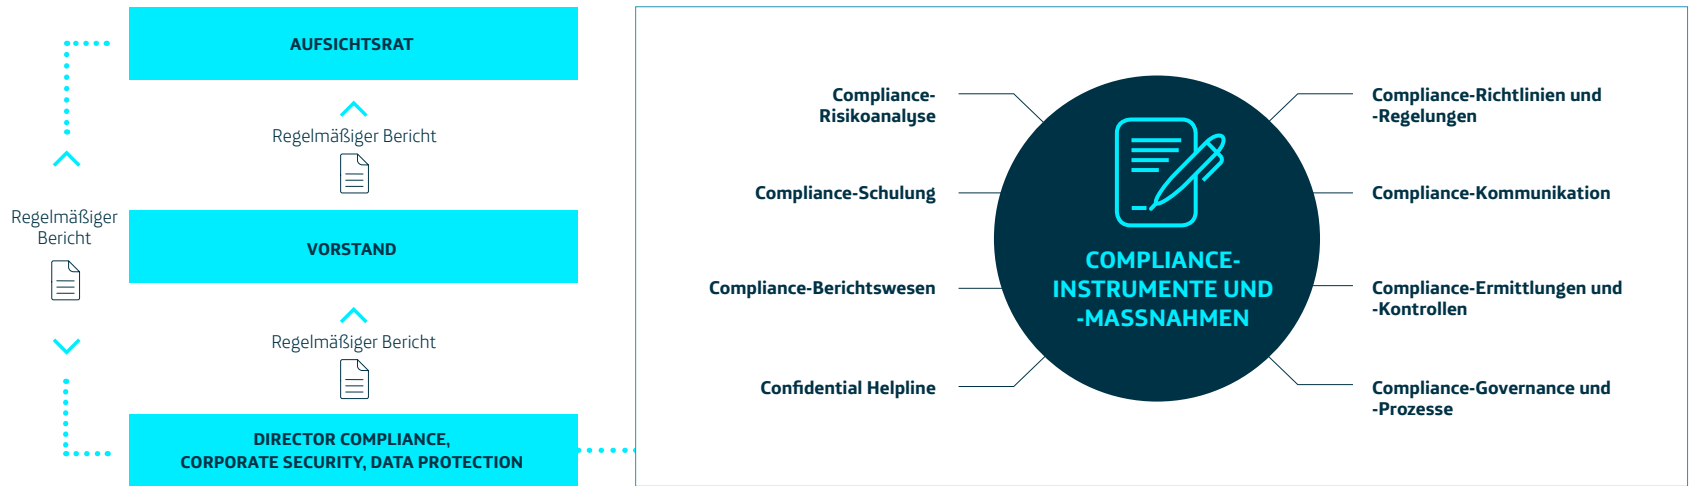 AUFSICHTSRAT
Regelmäßiger Bericht
Regelmäßiger
Bericht
VORSTAND
Regelmäßiger Bericht
DIRECTOR COMPLIANCE,
CORPORATE SECURITY, DATA PROTECTION
Compliance-
Risikoanalyse
Compliance-Schulung
Compliance-Berichtswesen
Confidential Helpline
COMPLIANCE-
INSTRUMENTE UND
-MASSNAHMEN
Compliance-Richtlinien und
-Regelungen
Compliance-Kommunikation
Compliance-Ermittlungen und
-Kontrollen
Compliance-Governance und
-Prozesse